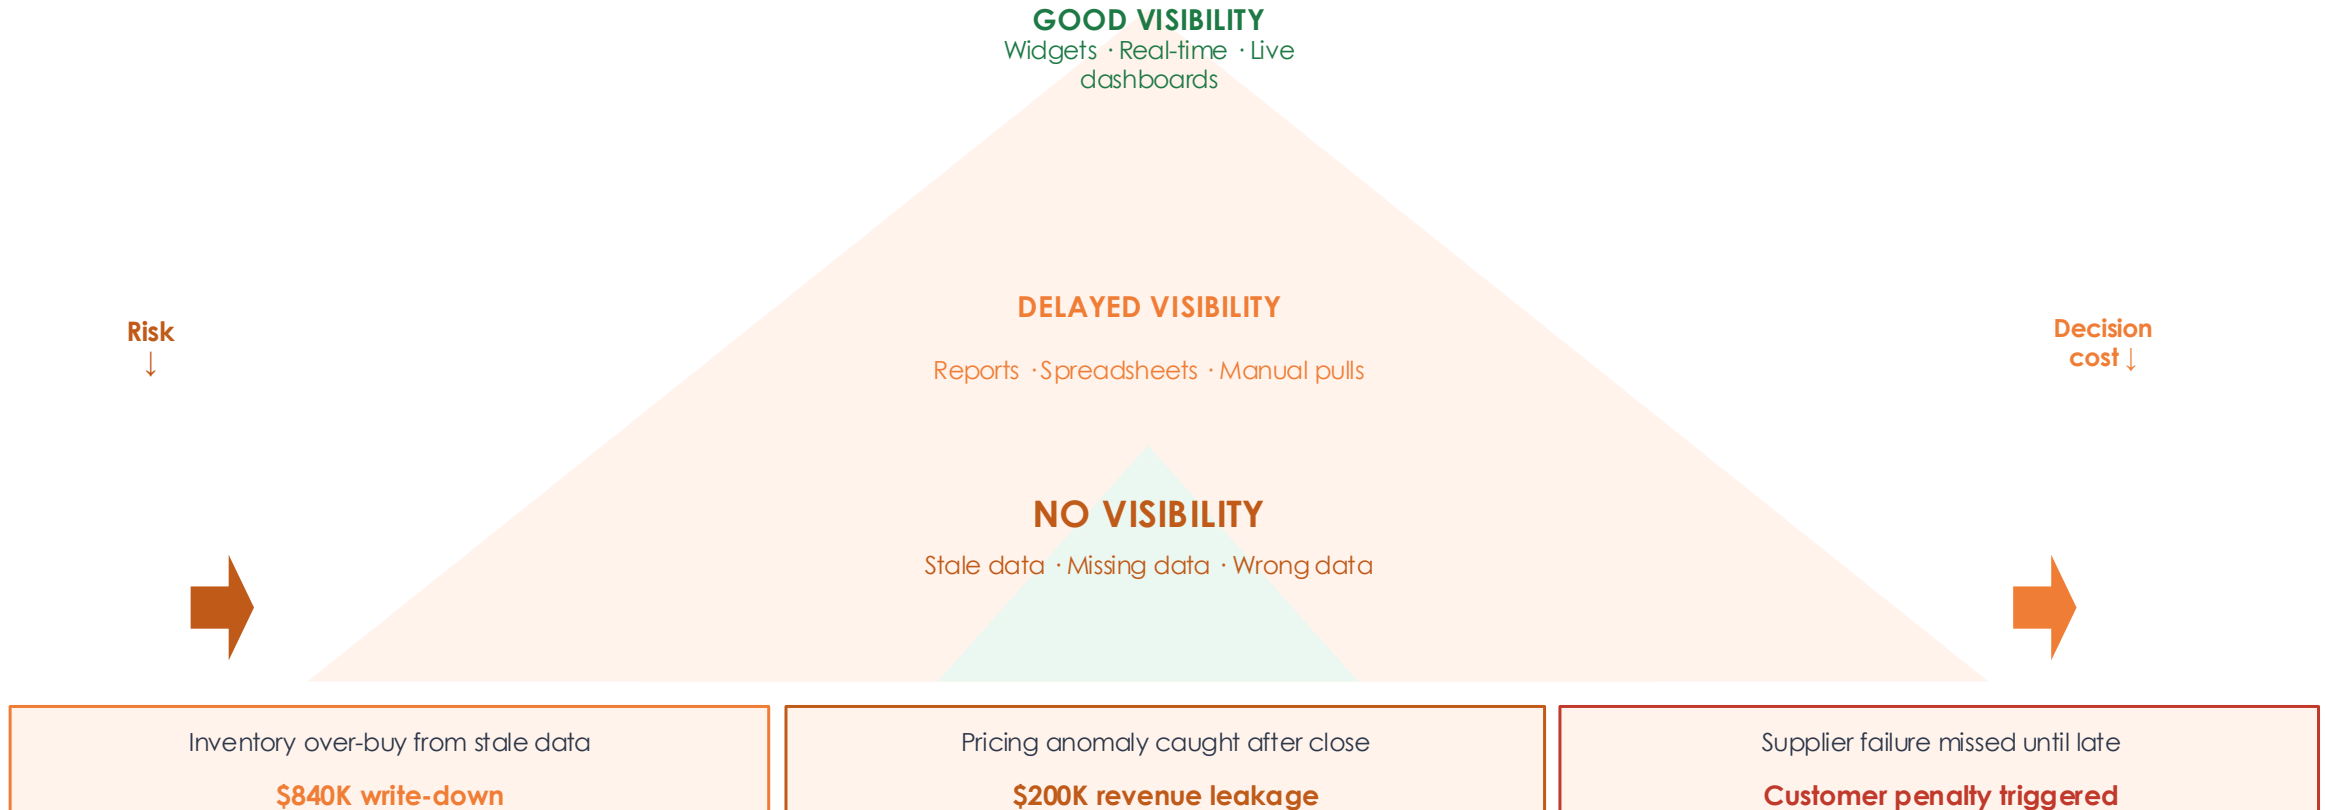 GOOD VISIBILITY
Widgets · Real-time · Live
dashboards
DELAYED VISIBILITY
Reports · Spreadsheets · Manual pulls
Risk
↓
Decision
cost ↓
NO VISIBILITY
Stale data · Missing data · Wrong data
Inventory over-buy from stale data
$840K write-down
Pricing anomaly caught after close
$200K revenue leakage
Supplier failure missed until late
Customer penalty triggered